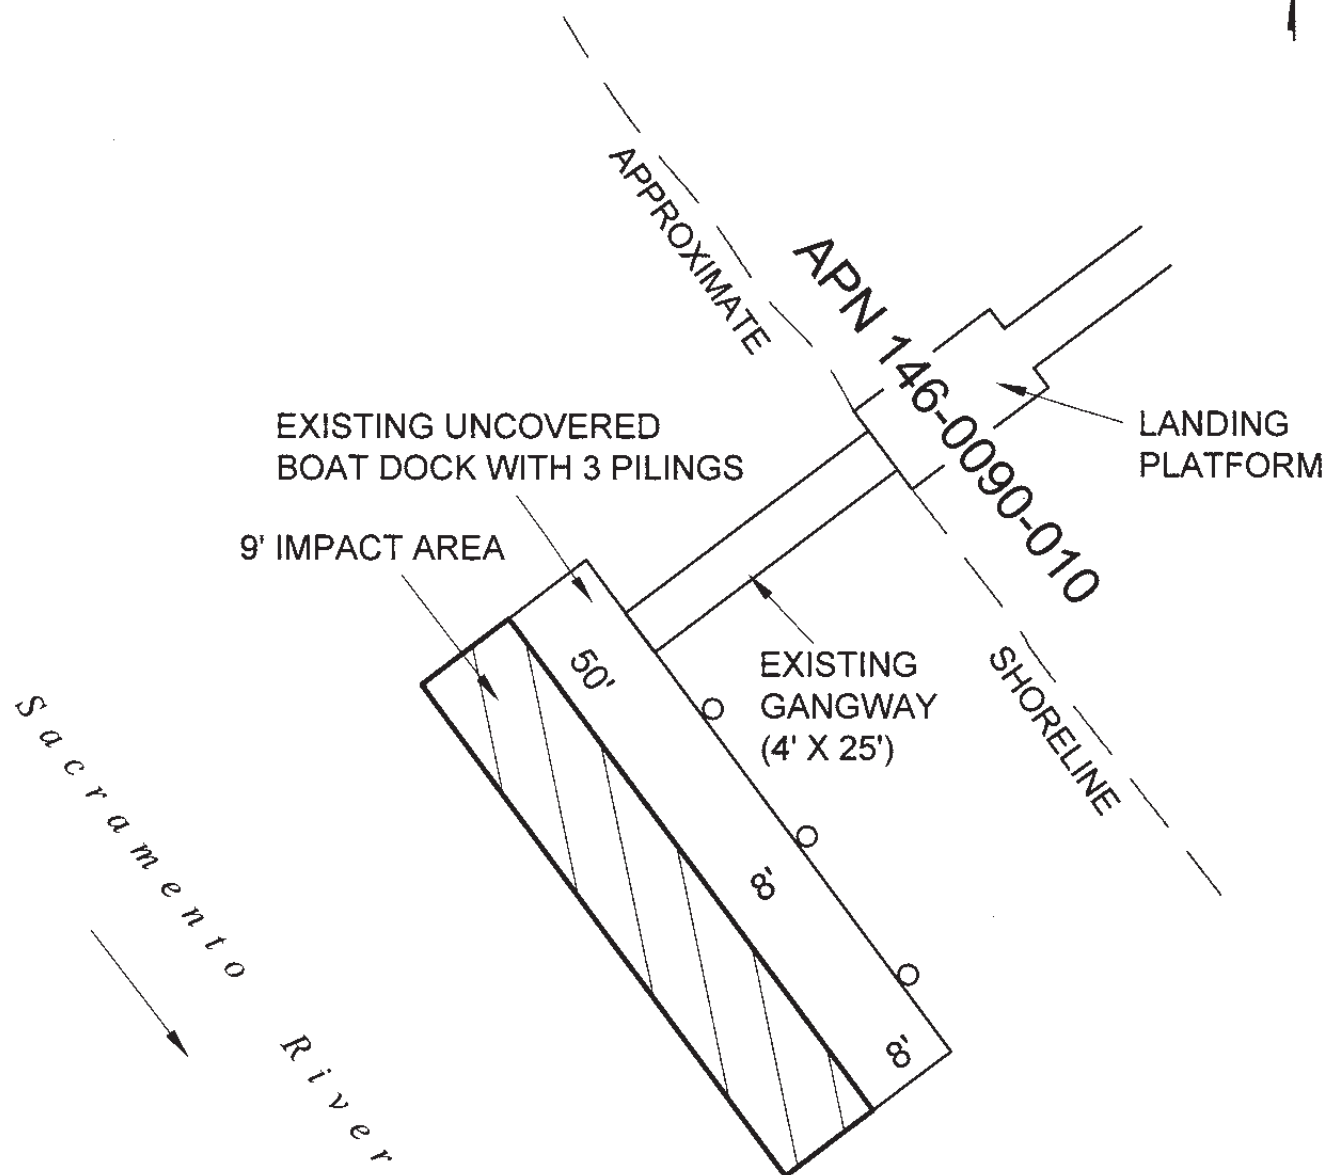 APPROXIMATE
APN 146-0090-010
EXISTING UNCOVERED
BOAT DOCK WITH 3 PILINGS
LANDING
PLATFORM
9' IMPACT AREA
50'
EXISTING
GANGWAY
(4' X 25')
SHORELINE
8'
8'
Sacramento River